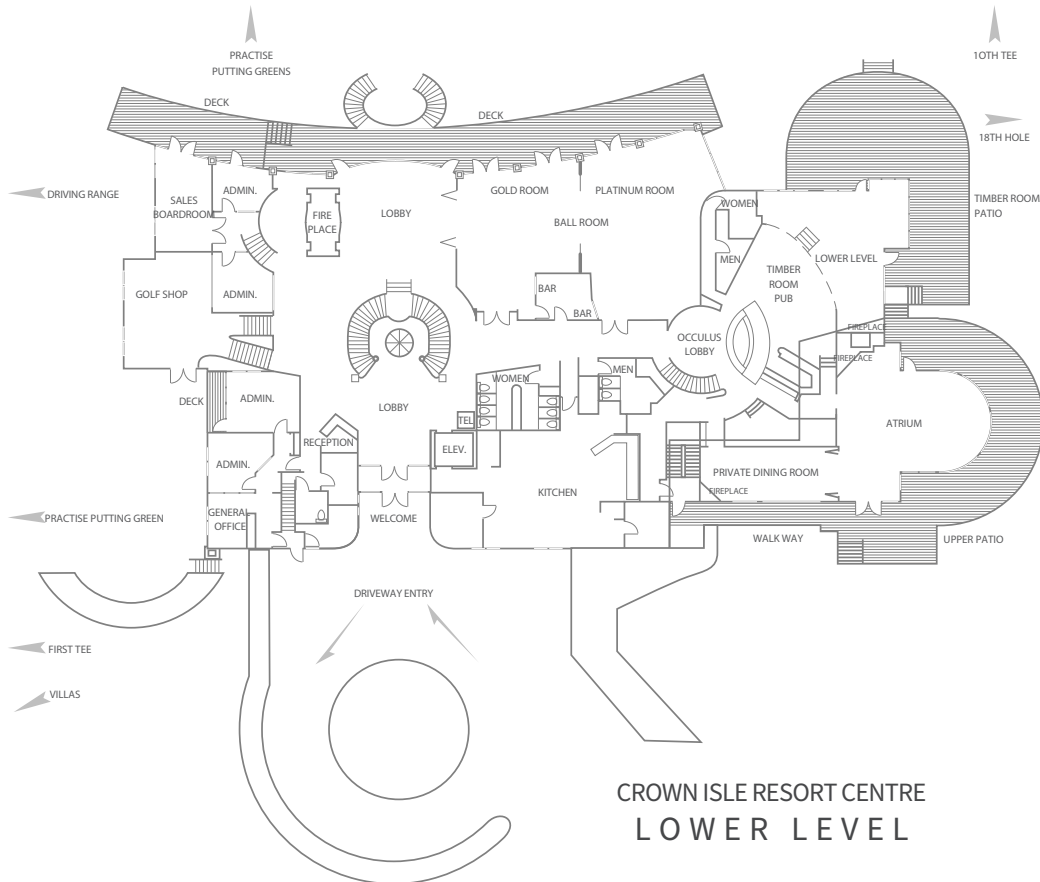 PRACTISE
PUTTING GREENS
1OTH TEE
DECK
DECK
18TH HOLE
DRIVING RANGE
SALES
BOARDROOM
ADMIN.
FIRE
PLACE
LOBBY
GOLD ROOM
PLATINUM ROOM
BALL ROOM
WOMEN
TIMBER ROOM
PATIO
MEN
LOWER LEVEL
TIMBER
ROOM
PUB
GOLF SHOP
ADMIN.
BAR
BAR
OCCULUS
LOBBY
FIREPLACE
FIREPLACE
DECK
ADMIN.
LOBBY
WOMEN
MEN
TEL
ATRIUM
RECEPTION
ELEV.
ADMIN.
KITCHEN
PRIVATE DINING ROOM
FIREPLACE
GENERAL
OFFICE
PRACTISE PUTTING GREEN
WELCOME
WALK WAY
UPPER PATIO
DRIVEWAY ENTRY
FIRST TEE
VILLAS
CROWN ISLE RESORT CENTRE
LOWER LEVEL